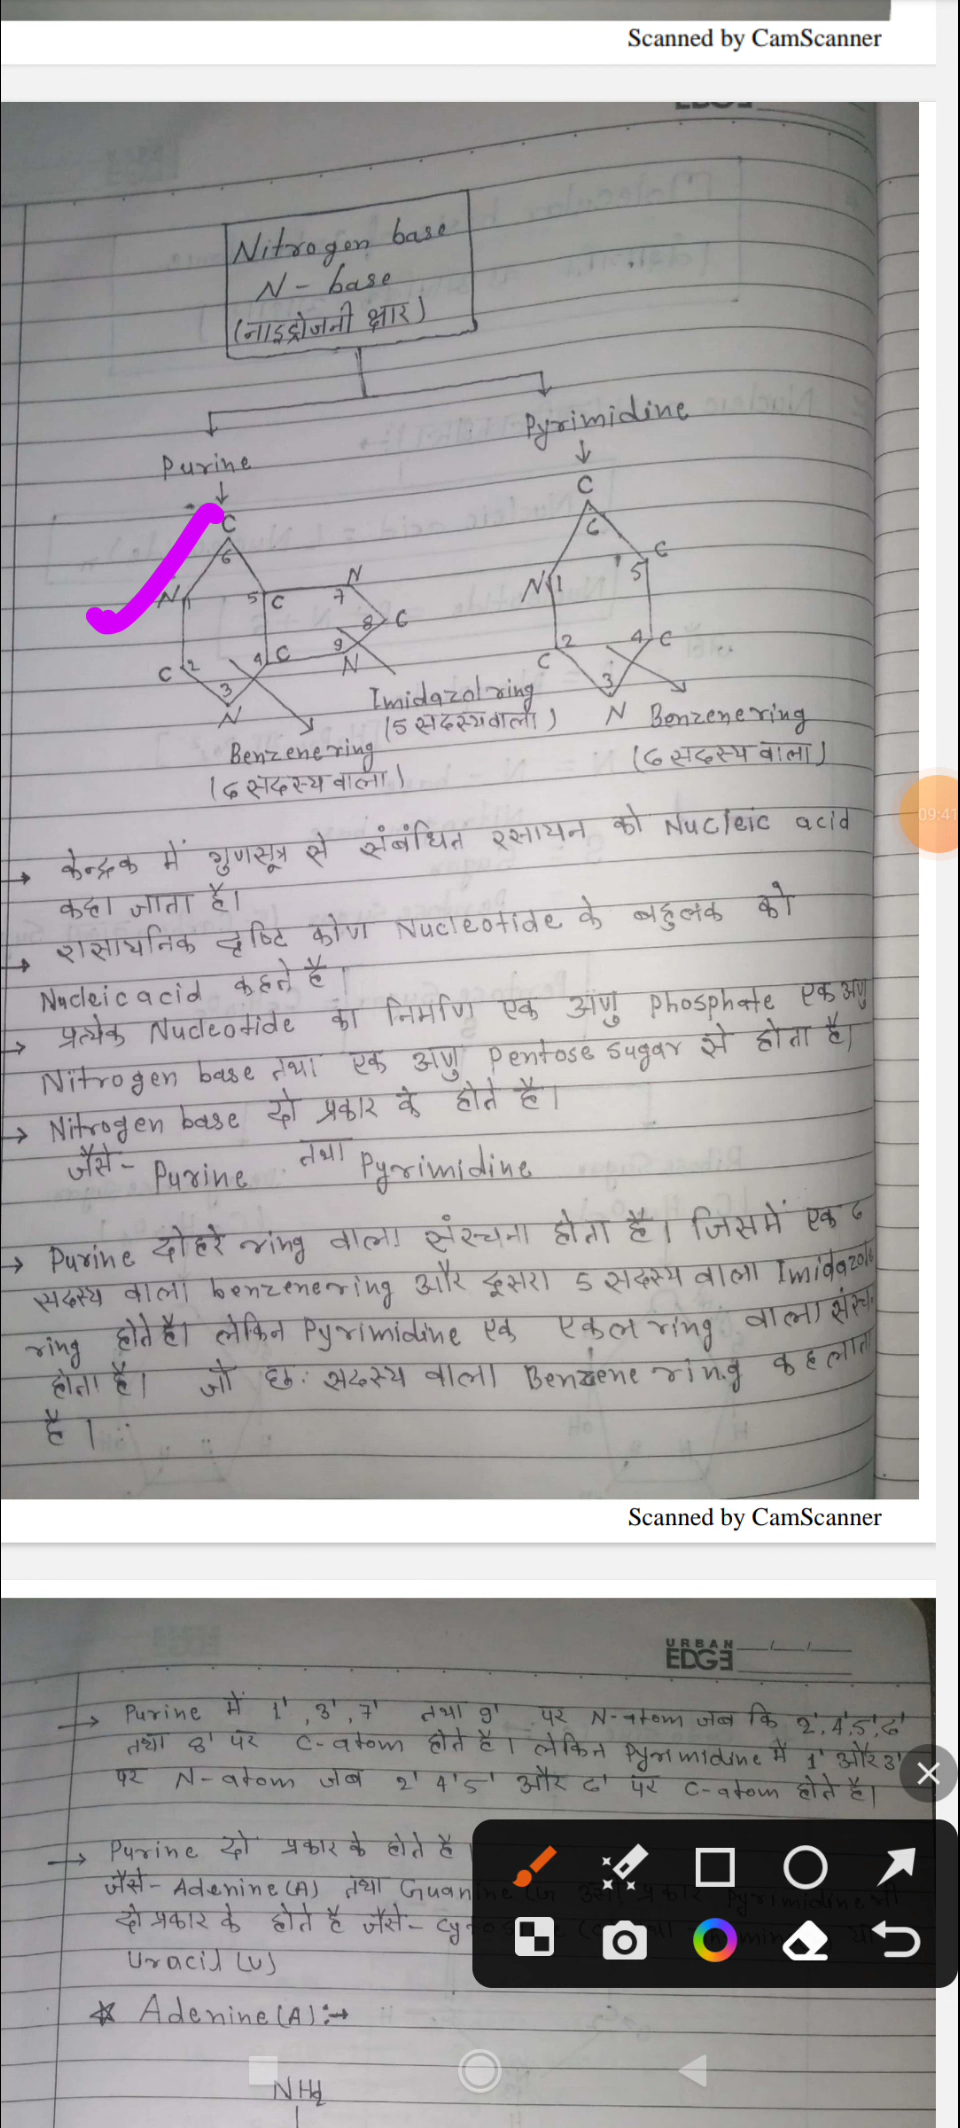 Scanned by CamScanner
Nitrogen base
N - base
(नाइट्रोजनी क्षार)
Purine
Pyrimidine
C
6
N
1
5
C
N
7
8
C
9
N
4
C
C
2
3
N
C
6
N
1
5
C
2
C
4
C
3
N
Imidazol ring
(5 सदस्यवाला)
Benzene ring
(6 सदस्य वाला)
Benzene ring
(6 सदस्य वाला)
→ केन्द्रक में गुणसूत्र से संबंधित रसायन को Nucleic acid
कहा जाता है।
→ रासायनिक दृष्टि कोण Nucleotide के बहुलक को
Nucleic acid कहते है।
→ प्रत्येक Nucleotide का निर्माण एक अणु phosphate एक अणु
Nitrogen base तथा एक अणु pentose sugar से होता है।
→ Nitrogen base दो प्रकार के होते है।
जैसे- Purine तथा Pyrimidine
→ Purine दोहरे ring वाला संरचना होता है। जिसमें एक 6
सदस्य वाला benzene ring और दूसरा 5 सदस्य वाला Imidazole
ring होते है। लेकिन Pyrimidine एक एकल ring वाला
होता है। जो छः सदस्य वाला Benzene ring कहलाता
है।
Scanned by CamScanner
URBAN
EDGE
→ Purine में 1', 3', 7' तथा 9' पर N-atom जब कि 2', 4', 5', 6'
तथा 8' पर C-atom होते है। लेकिन Pyrimidine में 1' और 3'
पर N-atom जब 2' 4' 5' और 6' पर C-atom होते है।
→ Purine दो प्रकार के होते है।
जैसे- Adenine (A) तथा Guanine
दो प्रकार के होते है जैसे-
Uracil (U)
* Adenine (A) :→
NH2
09:41